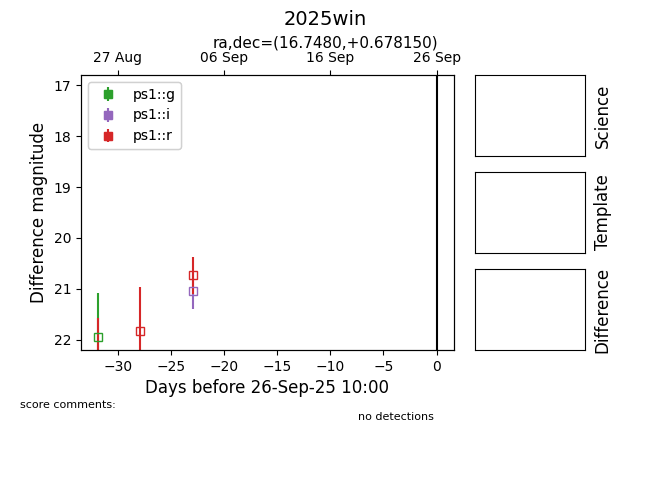 2025win
ra,dec=(16.7480,+0.678150)
27 Aug 06 Sep 16 Sep 26 Sep
17
18
19
20
21
22
Difference magnitude
ps1::g
ps1::i
ps1::r
−30 −25 −20 −15 −10 −5 0
Days before 26-Sep-25 10:00
Science
Template
Difference
score comments:
no detections